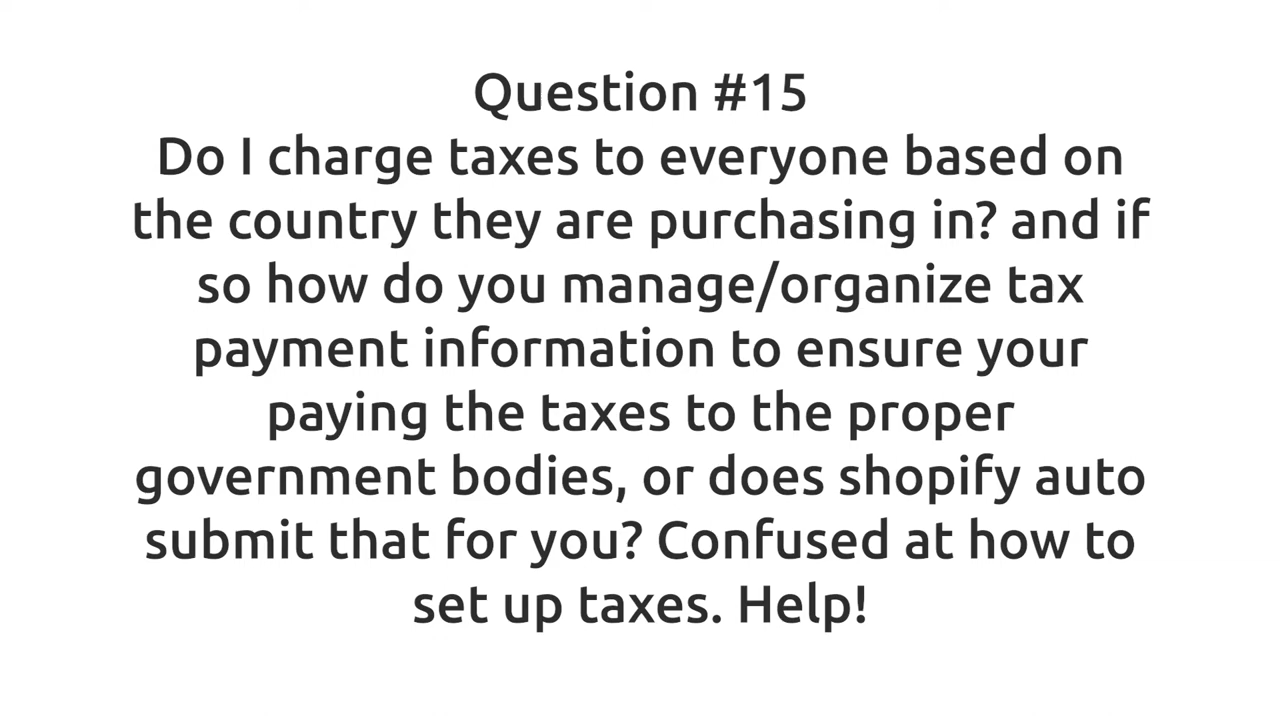 Question #15
Do I charge taxes to everyone based on
the country they are purchasing in? and if
so how do you manage/organize tax
payment information to ensure your
paying the taxes to the proper
government bodies, or does shopify auto
submit that for you? Confused at how to
set up taxes. Help!